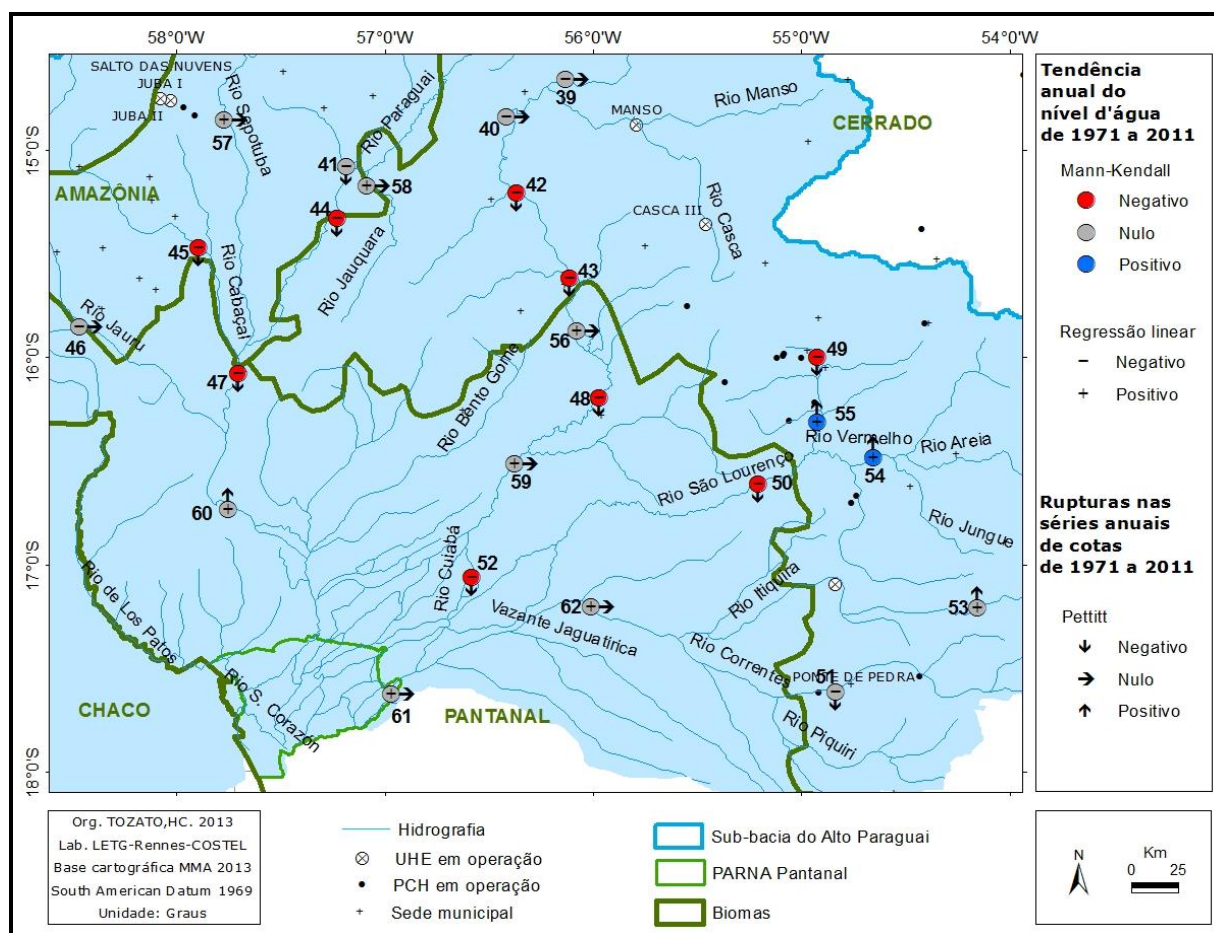 58°0'W 57°0'W 56°0'W 55°0'W 54°0'W
15°0'S
16°0'S
17°0'S
18°0'S
SALTO DAS NUVENS
JUBA I
JUBA II
57
Rio Sepotuba
Rio Paraguai
39
40
MANSO
Rio Manso
CERRADO
AMAZÔNIA
41
58
42
44
CASCA III
Rio Casca
45
Rio Cabaçal
Rio Jauquara
43
Rio Jauru
46
56
47
Rio Bento Gome
48
49
55
Rio Vermelho
Rio Areia
54
59
Rio São Lourenço
50
60
Rio Jungue
Rio Cuiabá
52
Rio de Los Patos
62
Vazante Jaguatirica
Rio Itiquira
53
Rio Correntes
51
PONTE DE PEDRA
CHACO
Rio S. Corazón
61
PANTANAL
Rio Piquiri
Tendência
anual do
nível d'água
de 1971 a 2011
Mann-Kendall
Negativo
Nulo
Positivo
Regressão linear
− Negativo
+ Positivo
Rupturas nas
séries anuais
de cotas
de 1971 a 2011
Pettitt
Negativo
Nulo
Positivo
Org. TOZATO,HC. 2013
Lab. LETG-Rennes-COSTEL
Base cartográfica MMA 2013
South American Datum 1969
Unidade: Graus
Hidrografia
UHE em operação
PCH em operação
Sede municipal
Sub-bacia do Alto Paraguai
PARNA Pantanal
Biomas
N
Km
0 25